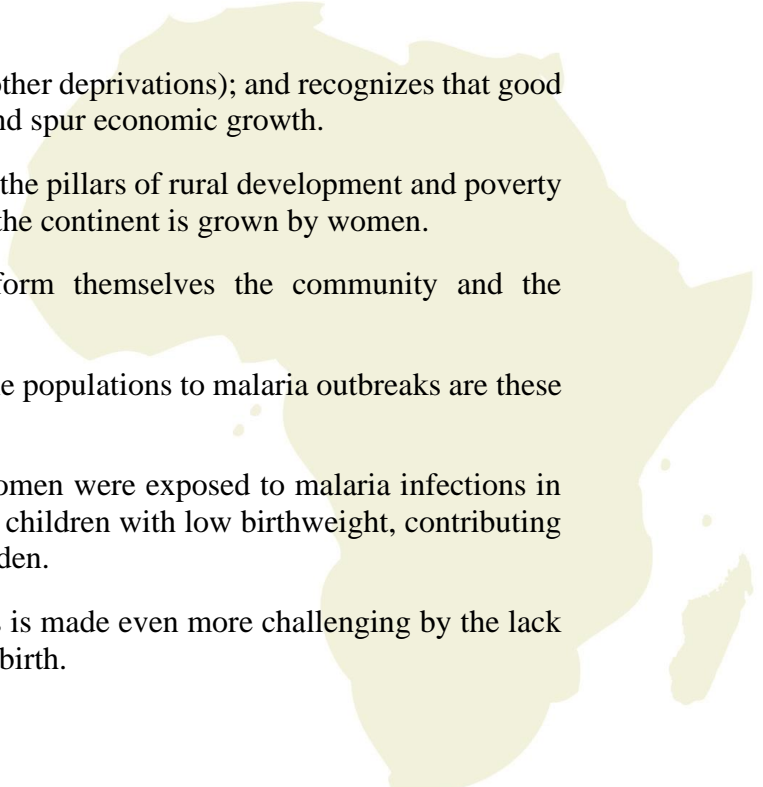 other deprivations); and recognizes that good
nd spur economic growth.
the pillars of rural development and poverty
the continent is grown by women.
form themselves the community and the
e populations to malaria outbreaks are these
omen were exposed to malaria infections in
children with low birthweight, contributing
den.
s is made even more challenging by the lack
birth.